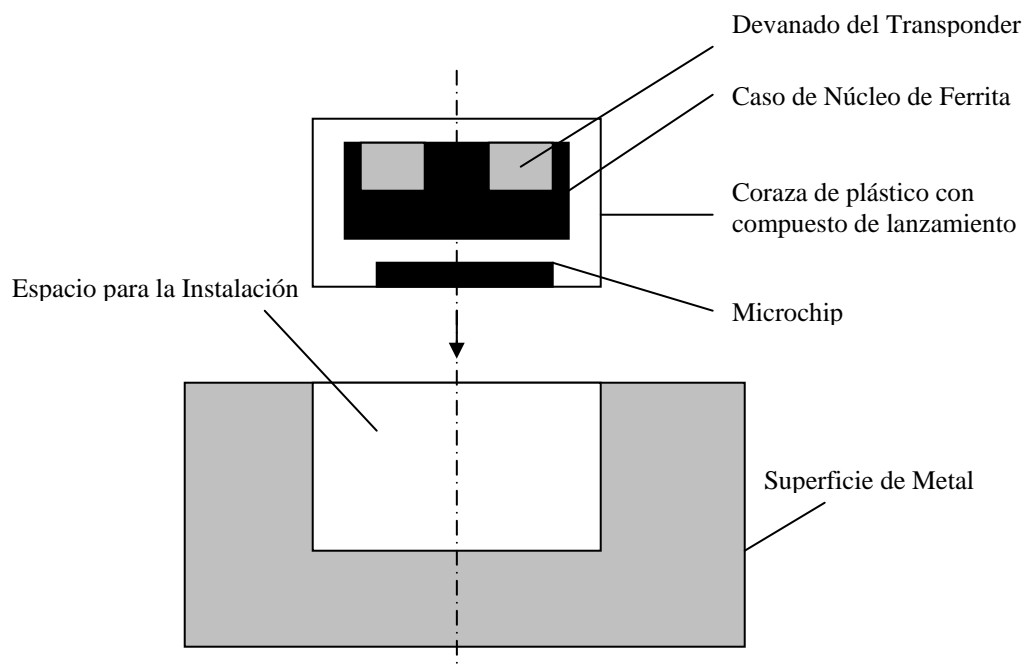 Devanado del Transponder
Caso de Núcleo de Ferrita
Coraza de plástico con
compuesto de lanzamiento
Espacio para la Instalación
Microchip
Superficie de Metal